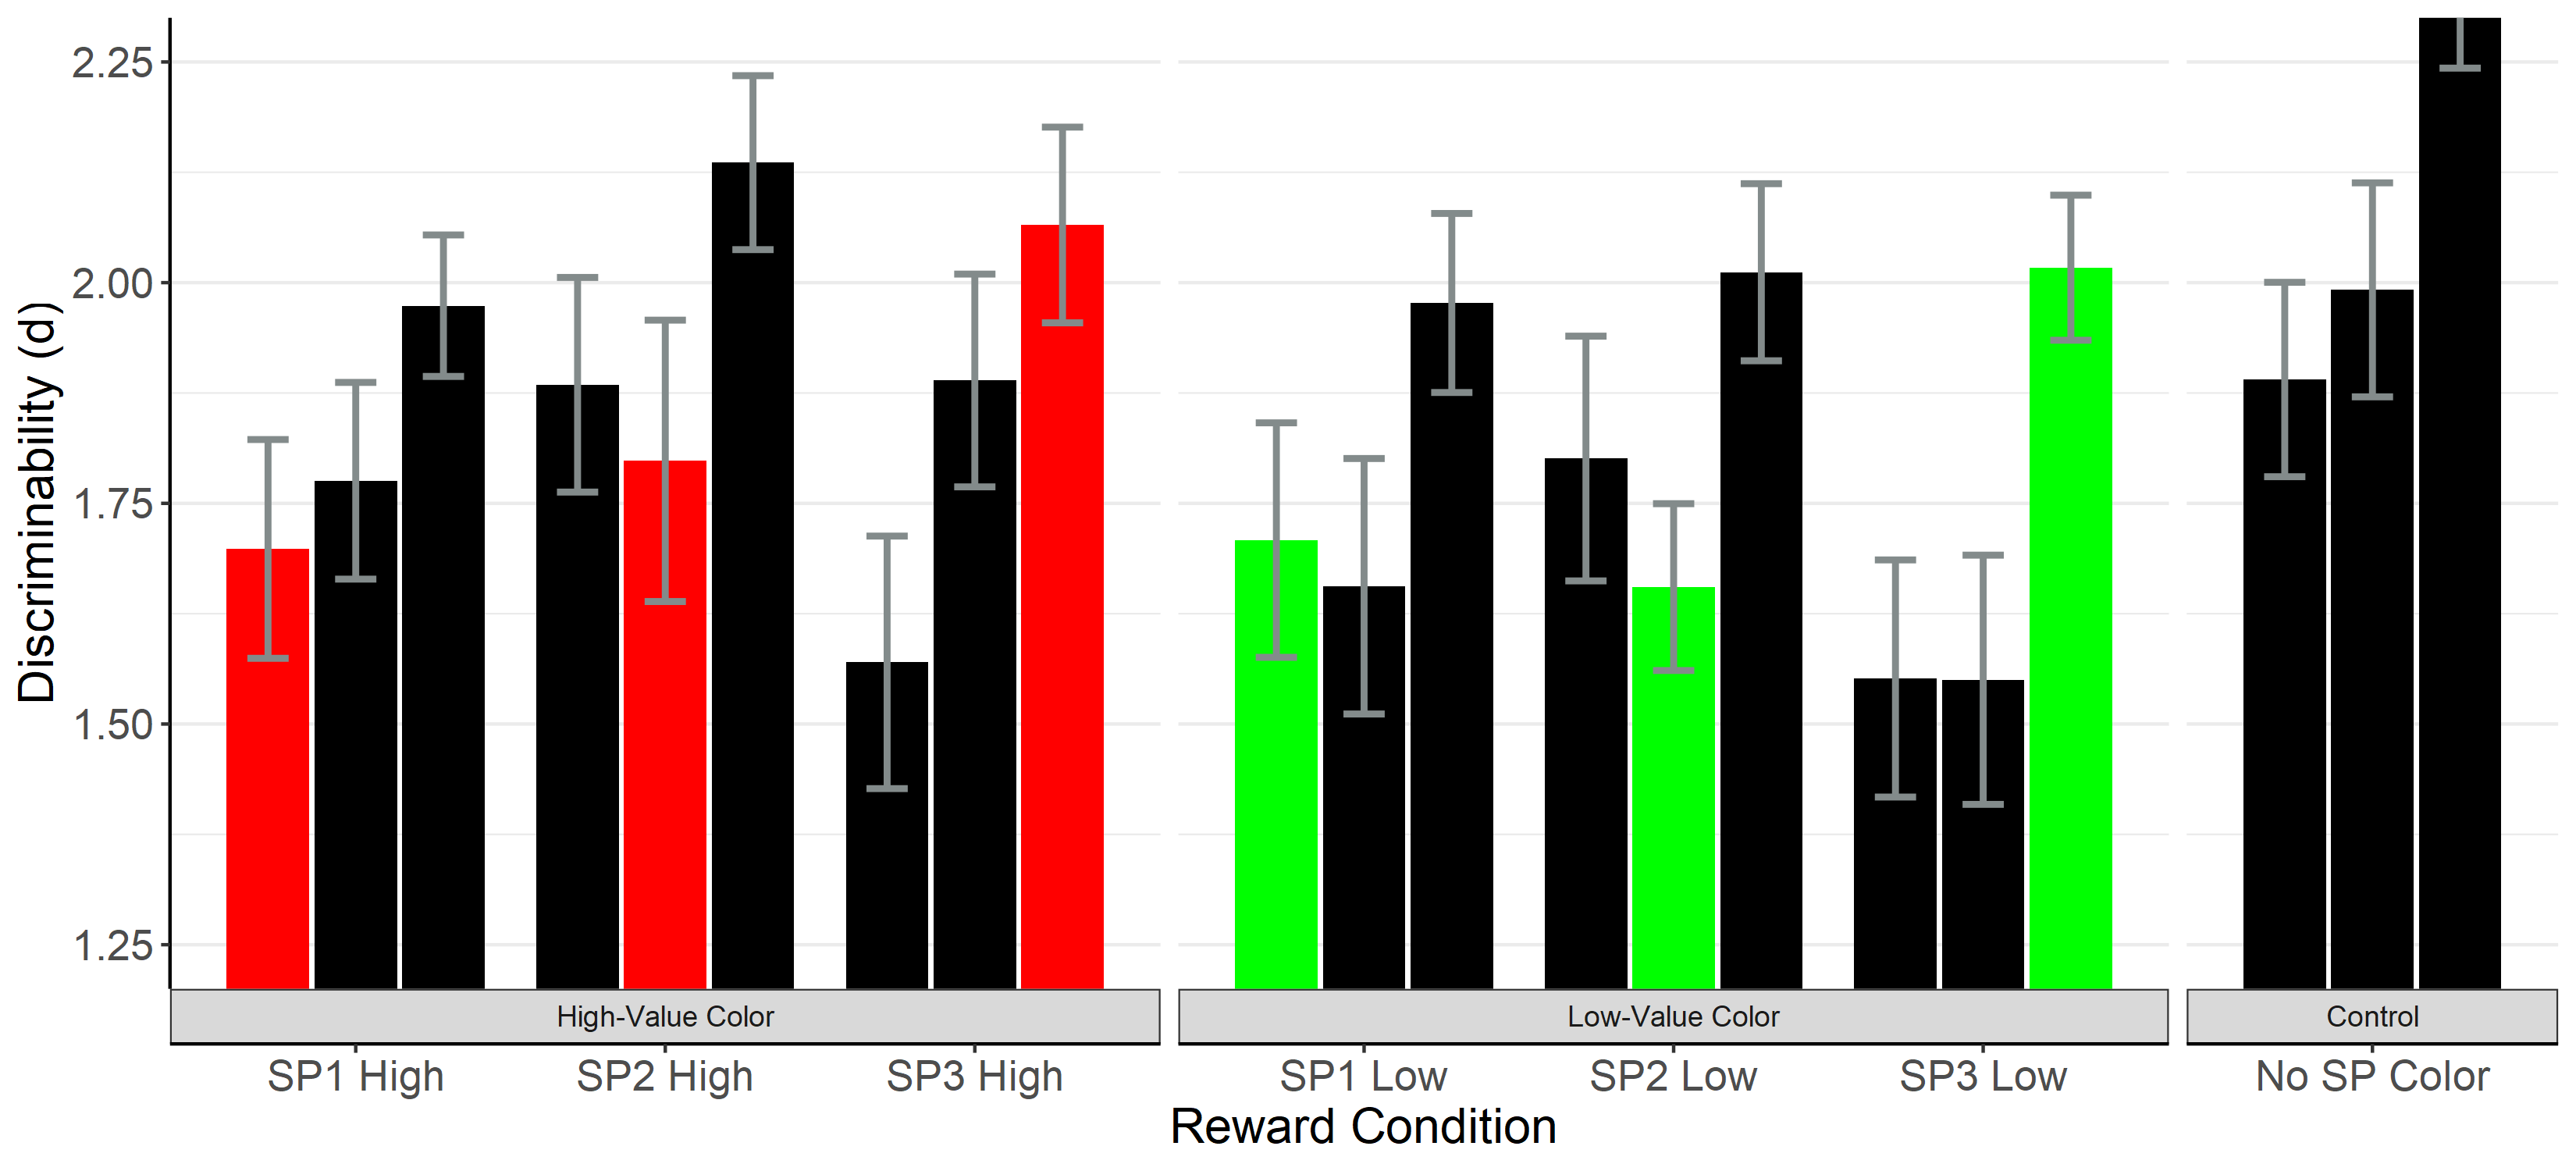 Discriminability (d)
2.25
2.00
1.75
1.50
1.25
High-Value Color
Low-Value Color
Control
SP1 High
SP2 High
SP3 High
SP1 Low
SP2 Low
SP3 Low
No SP Color
Reward Condition